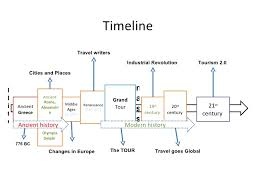 Timeline
Travel writers
Industrial Revolution
Tourism 2.0
Cities and Places
Ancient
Greece
Ancient
Rome,
Middle
Ages
Renaissance
Grand
Tour
19th
century
20th
century
21st
century
Ancient history
Modern history
Olympic
776 BC
Changes in Europe
The TOUR
Travel goes Global